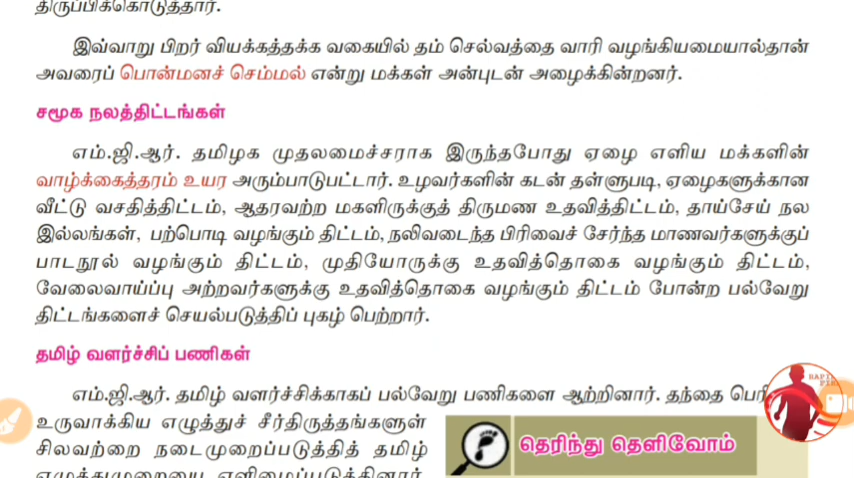 திருப்பிக்கொடுத்தார்.
இவ்வாறு பிறர் வியக்கத்தக்க வகையில் தம் செல்வத்தை வாரி வழங்கியமையால்தான்
அவரைப் பொன்மனச் செம்மல் என்று மக்கள் அன்புடன் அழைக்கின்றனர்.
சமூக நலத்திட்டங்கள்
எம்.ஜி.ஆர். தமிழக முதலமைச்சராக இருந்தபோது ஏழை எளிய மக்களின்
வாழ்க்கைத்தரம் உயர அரும்பாடுபட்டார். உழவர்களின் கடன் தள்ளுபடி, ஏழைகளுக்கான
வீட்டு வசதித்திட்டம், ஆதரவற்ற மகளிருக்குத் திருமண உதவித்திட்டம், தாய்சேய் நல
இல்லங்கள், பற்பொடி வழங்கும் திட்டம், நலிவடைந்த பிரிவைச் சேர்ந்த மாணவர்களுக்குப்
பாடநூல் வழங்கும் திட்டம், முதியோருக்கு உதவித்தொகை வழங்கும் திட்டம்,
வேலைவாய்ப்பு அற்றவர்களுக்கு உதவித்தொகை வழங்கும் திட்டம் போன்ற பல்வேறு
திட்டங்களைச் செயல்படுத்திப் புகழ் பெற்றார்.
தமிழ் வளர்ச்சிப் பணிகள்
எம்.ஜி.ஆர். தமிழ் வளர்ச்சிக்காகப் பல்வேறு பணிகளை ஆற்றினார். தந்தை
உருவாக்கிய எழுத்துச் சீர்திருத்தங்களுள்
தெரிந்து தெளிவோம்
சிலவற்றை நடைமுறைப்படுத்தித் தமிழ்
எழுத்துமுறையை எளிமைப்படுத்தினார்.